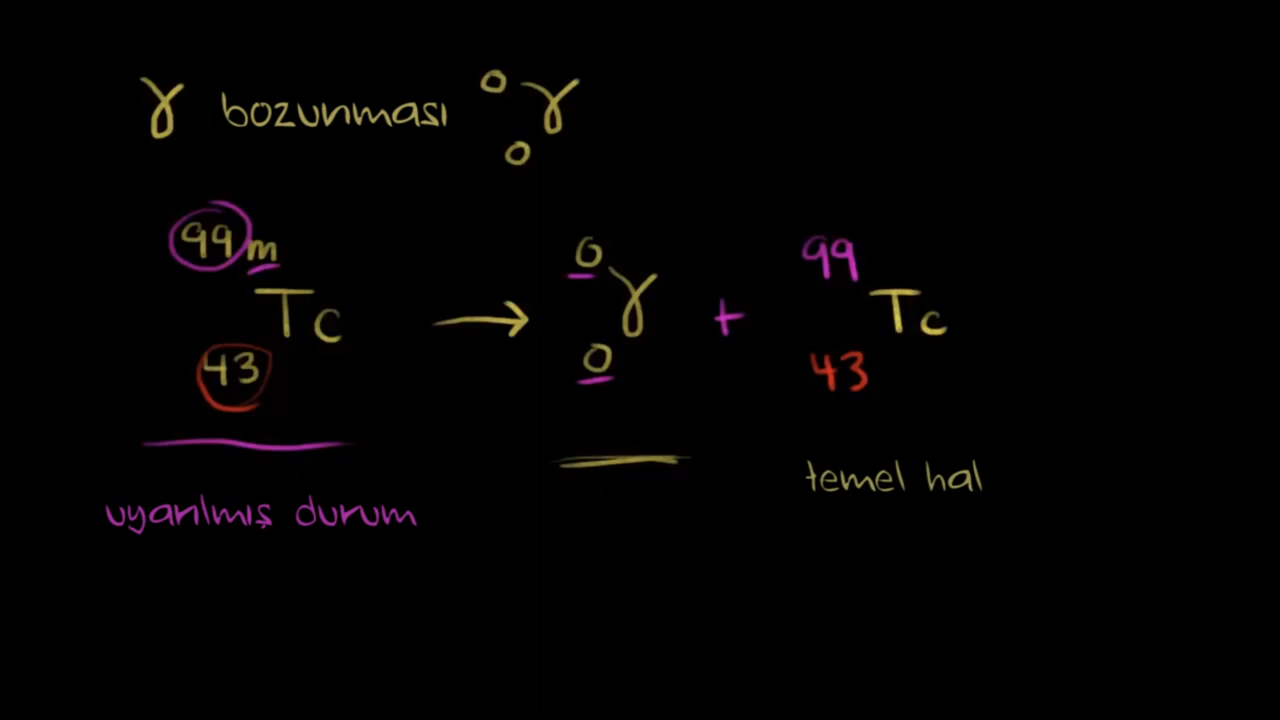 γ bozunması ⁰₀γ
⁹⁹ᵐ₄₃Tc → ⁰₀γ + ⁹⁹₄₃Tc
temel hal
uyarılmış durum